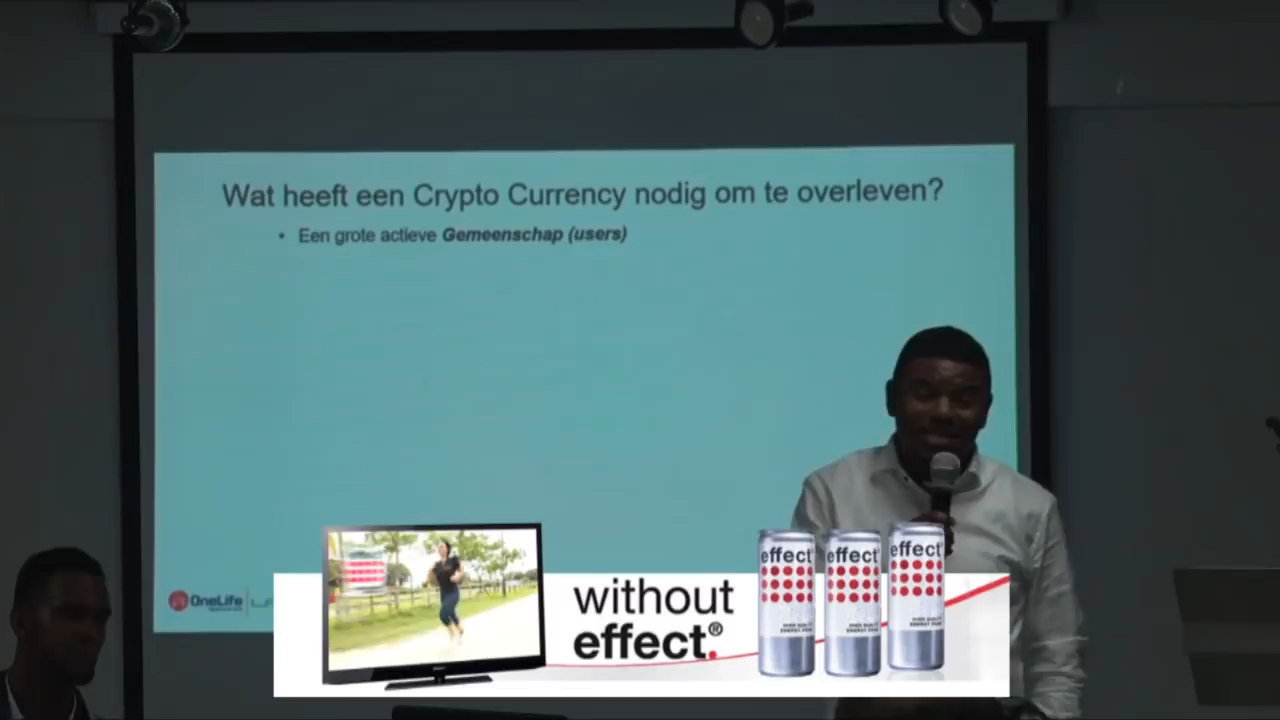 Wat heeft een Crypto Currency nodig om te overleven?
• Een grote actieve Gemeenschap (users)
OneLife
without
effect®.
effect
effect
effect